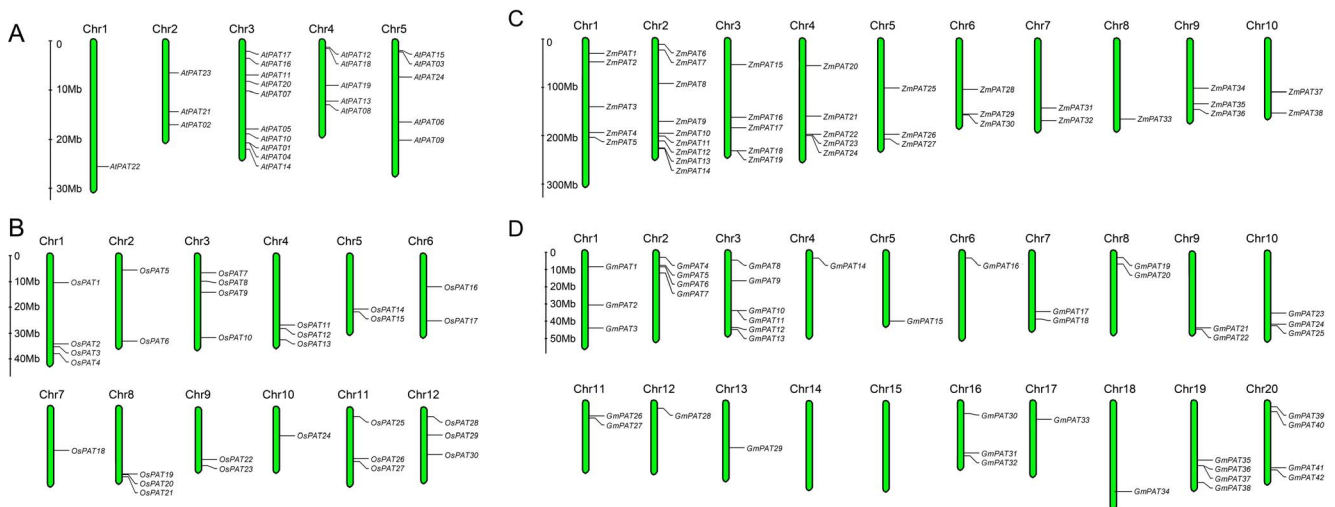 A
Chr1 Chr2 Chr3 Chr4 Chr5
0
10Mb
20Mb
30Mb
AtPAT22
AtPAT23
AtPAT21
AtPAT02
AtPAT17
AtPAT16
AtPAT11
AtPAT20
AtPAT07
AtPAT05
AtPAT10
AtPAT01
AtPAT04
AtPAT14
AtPAT12
AtPAT18
AtPAT19
AtPAT13
AtPAT08
AtPAT15
AtPAT03
AtPAT24
AtPAT06
AtPAT09
B
Chr1 Chr2 Chr3 Chr4 Chr5 Chr6
0
10Mb
20Mb
30Mb
40Mb
OsPAT1
OsPAT2
OsPAT3
OsPAT4
OsPAT5
OsPAT6
OsPAT7
OsPAT8
OsPAT9
OsPAT10
OsPAT11
OsPAT12
OsPAT13
OsPAT14
OsPAT15
OsPAT16
OsPAT17
Chr7 Chr8 Chr9 Chr10 Chr11 Chr12
OsPAT18
OsPAT19
OsPAT20
OsPAT21
OsPAT22
OsPAT23
OsPAT24
OsPAT25
OsPAT26
OsPAT27
OsPAT28
OsPAT29
OsPAT30
C
Chr1 Chr2 Chr3 Chr4 Chr5 Chr6 Chr7 Chr8 Chr9 Chr10
0
100Mb
200Mb
300Mb
ZmPAT1
ZmPAT2
ZmPAT3
ZmPAT4
ZmPAT5
ZmPAT6
ZmPAT7
ZmPAT8
ZmPAT9
ZmPAT10
ZmPAT11
ZmPAT12
ZmPAT13
ZmPAT14
ZmPAT15
ZmPAT16
ZmPAT17
ZmPAT18
ZmPAT19
ZmPAT20
ZmPAT21
ZmPAT22
ZmPAT23
ZmPAT24
ZmPAT25
ZmPAT26
ZmPAT27
ZmPAT28
ZmPAT29
ZmPAT30
ZmPAT31
ZmPAT32
ZmPAT33
ZmPAT34
ZmPAT35
ZmPAT36
ZmPAT37
ZmPAT38
D
Chr1 Chr2 Chr3 Chr4 Chr5 Chr6 Chr7 Chr8 Chr9 Chr10
0
10Mb
20Mb
30Mb
40Mb
50Mb
GmPAT1
GmPAT2
GmPAT3
GmPAT4
GmPAT5
GmPAT6
GmPAT7
GmPAT8
GmPAT9
GmPAT10
GmPAT11
GmPAT12
GmPAT13
GmPAT14
GmPAT15
GmPAT16
GmPAT17
GmPAT18
GmPAT19
GmPAT20
GmPAT21
GmPAT22
GmPAT23
GmPAT24
GmPAT25
Chr11 Chr12 Chr13 Chr14 Chr15 Chr16 Chr17 Chr18 Chr19 Chr20
GmPAT26
GmPAT27
GmPAT28
GmPAT29
GmPAT30
GmPAT31
GmPAT32
GmPAT33
GmPAT34
GmPAT35
GmPAT36
GmPAT37
GmPAT38
GmPAT39
GmPAT40
GmPAT41
GmPAT42